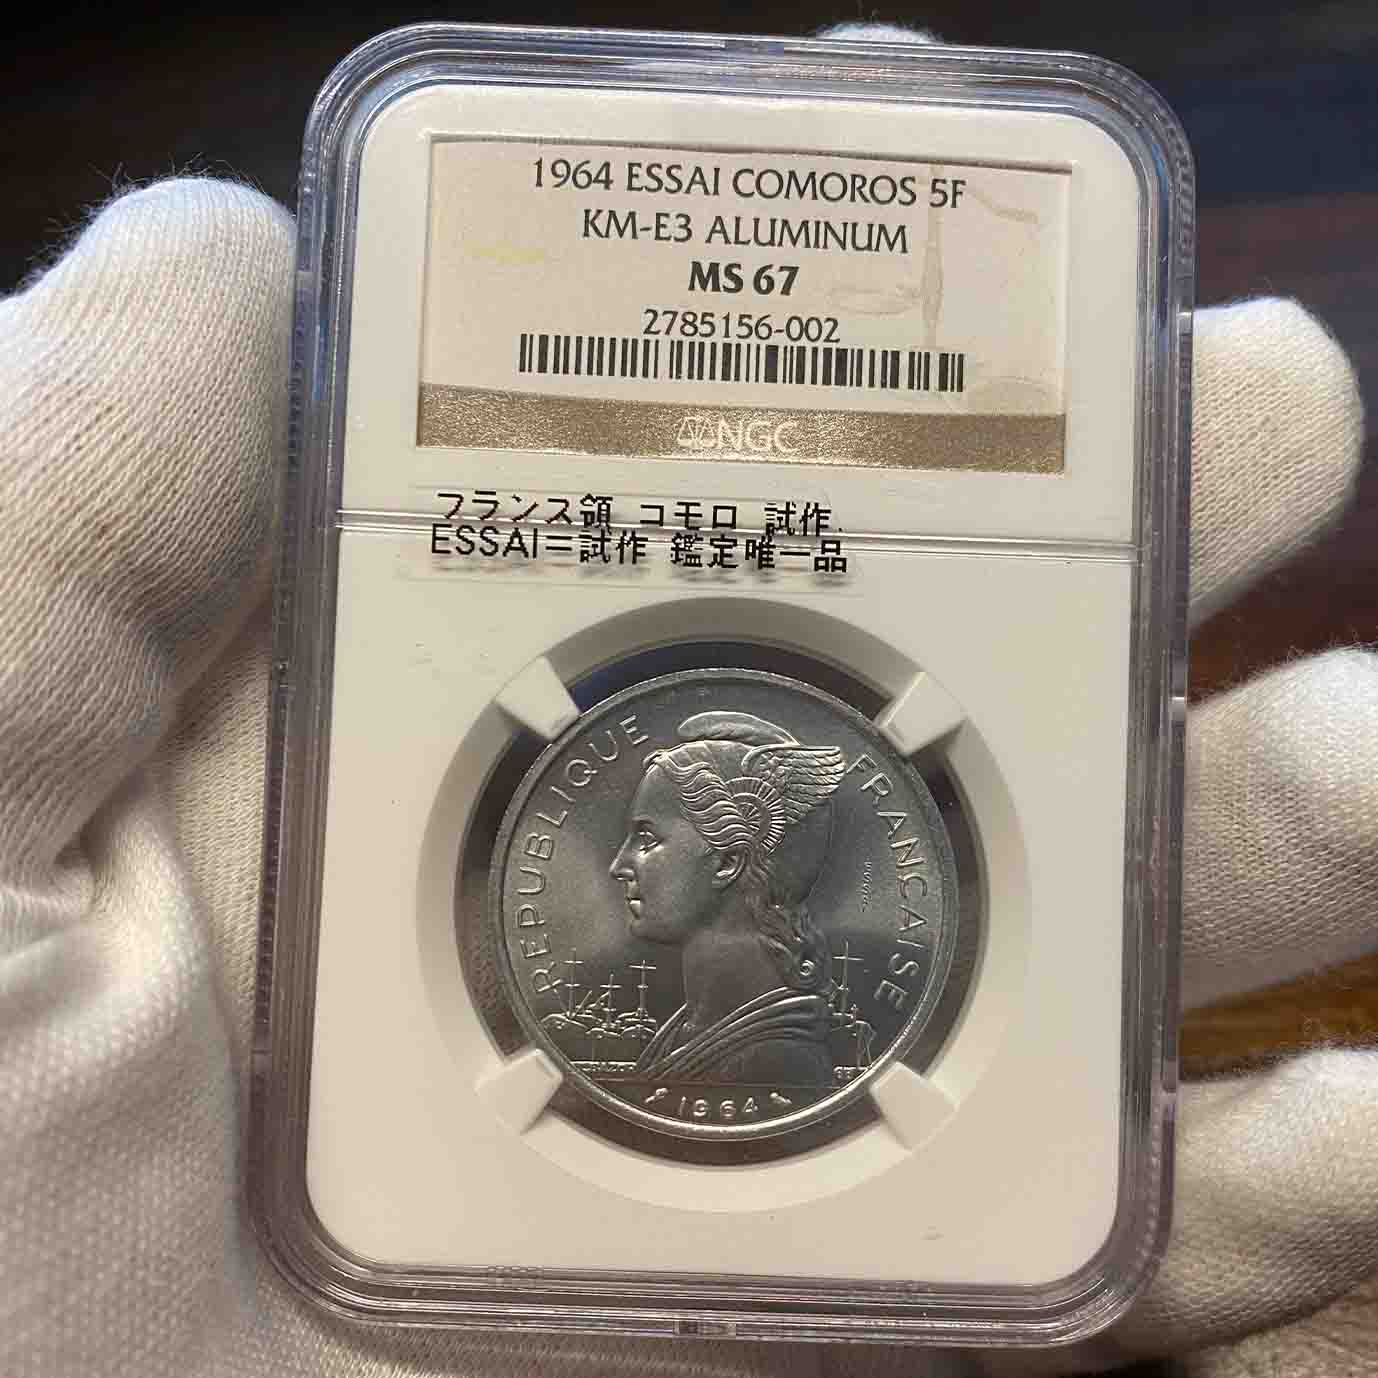 1964 ESSAI COMOROS 5F
KM-E3 ALUMINUM
MS 67
2785156-002
NGC
フランス領 コモロ 試作
ESSAI=試作 鑑定唯一品
REPUBLIQUE FRANCAISE
1964